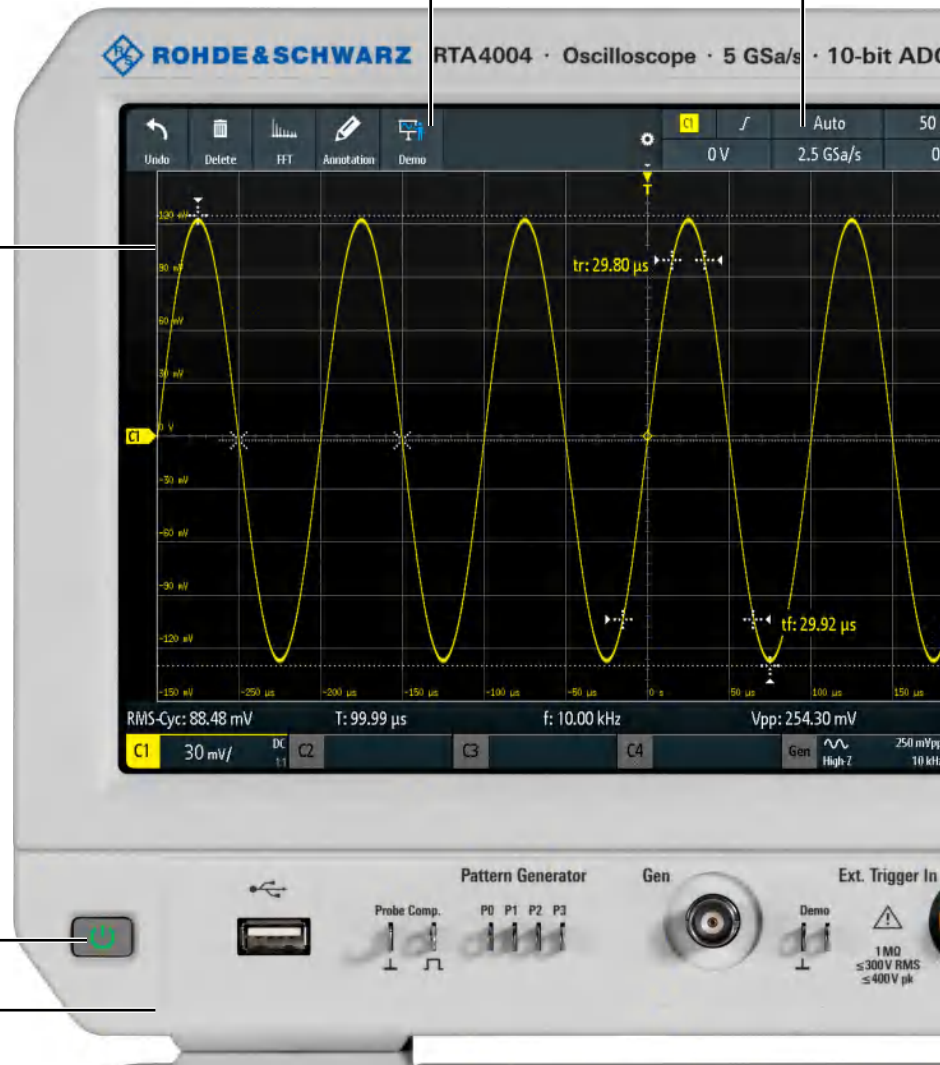 ROHDE&SCHWARZ RTA4004 · Oscilloscope · 5 GSa/s · 10-bit ADC
C1 Auto 50
Undo Delete FFT Annotation Demo 0 V 2.5 GSa/s 0
T
120 mV
90 mV
tr: 29.80 µs
60 mV
30 mV
C1 0 V
-30 mV
-60 mV
-90 mV
-120 mV
tf: 29.92 µs
-150 mV -250 µs -200 µs -150 µs -100 µs -50 µs 0 s 50 µs 100 µs 150 µs
RMS-Cyc: 88.48 mV T: 99.99 µs f: 10.00 kHz Vpp: 254.30 mV
C1 30 mV/ DC 1:1 C2 C3 C4 Gen High-Z 250 mVpp 10 kHz
Pattern Generator Gen Ext. Trigger In
Probe Comp. P0 P1 P2 P3 Demo
1 MΩ
≤300 V RMS
≤400 V pk